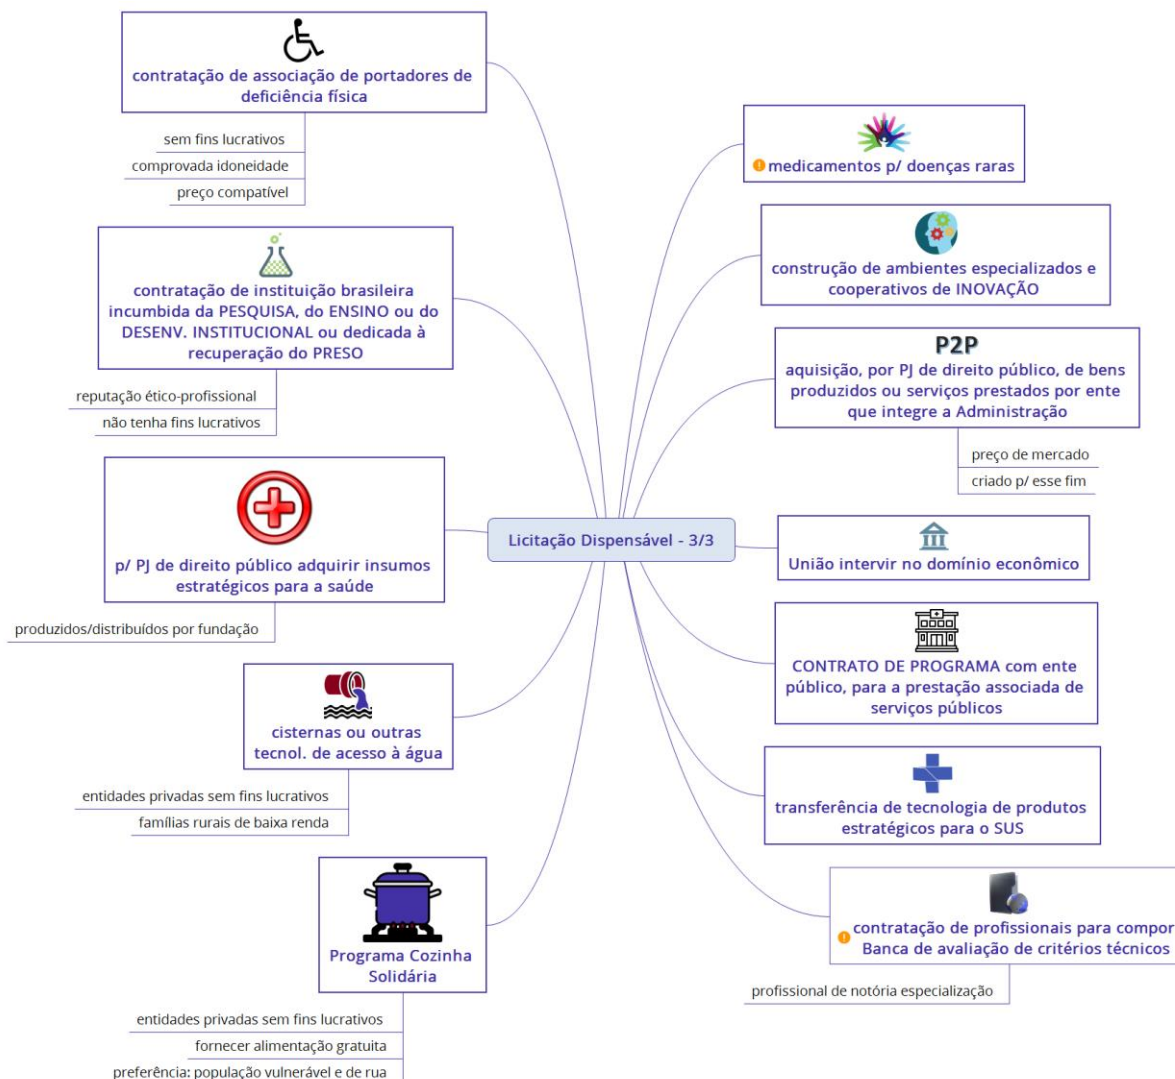 contratação de associação de portadores de
deficiência física
sem fins lucrativos
comprovada idoneidade
preço compatível
contratação de instituição brasileira
incumbida da PESQUISA, do ENSINO ou do
DESENV. INSTITUCIONAL ou dedicada à
recuperação do PRESO
reputação ético-profissional
não tenha fins lucrativos
p/ PJ de direito público adquirir insumos
estratégicos para a saúde
produzidos/distribuídos por fundação
cisternas ou outras
tecnol. de acesso à água
entidades privadas sem fins lucrativos
famílias rurais de baixa renda
Programa Cozinha
Solidária
entidades privadas sem fins lucrativos
fornecer alimentação gratuita
preferência: população vulnerável e de rua
Licitação Dispensável - 3/3
medicamentos p/ doenças raras
construção de ambientes especializados e
cooperativos de INOVAÇÃO
P2P
aquisição, por PJ de direito público, de bens
produzidos ou serviços prestados por ente
que integre a Administração
preço de mercado
criado p/ esse fim
União intervir no domínio econômico
CONTRATO DE PROGRAMA com ente
público, para a prestação associada de
serviços públicos
transferência de tecnologia de produtos
estratégicos para o SUS
contratação de profissionais para compor
Banca de avaliação de critérios técnicos
profissional de notória especialização